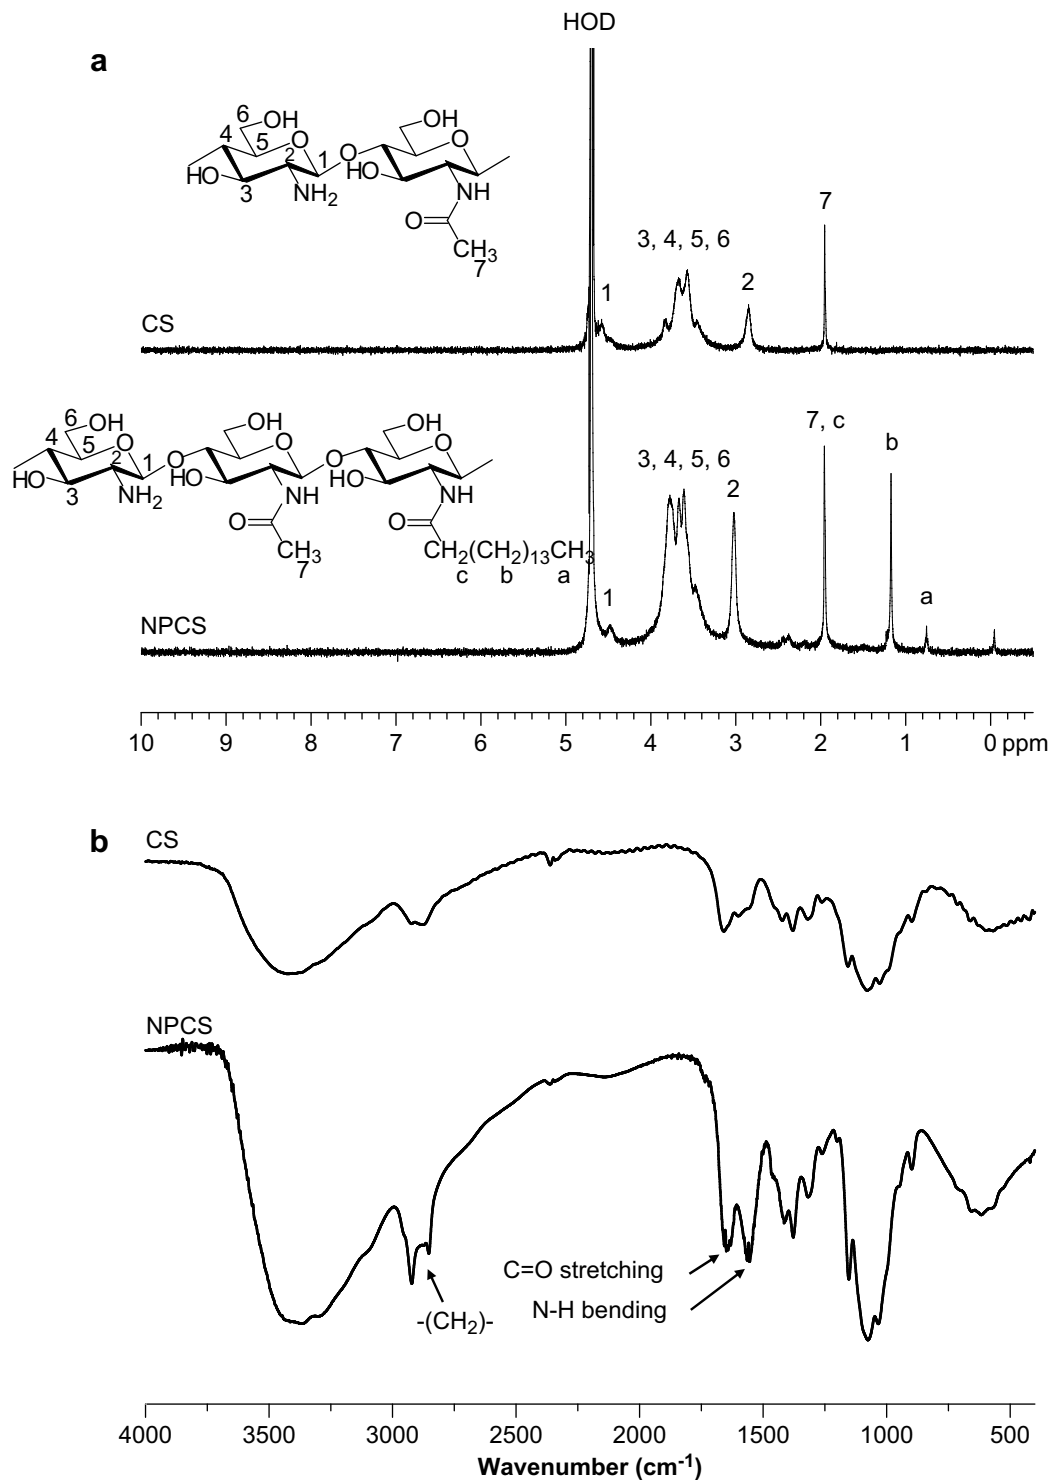 HOD
a
6
OH
4
5
O
2
1
HO
3
NH2
O
OH
O
HO
NH
O
CH3
7
CS
1
3, 4, 5, 6
2
7
6
OH
4
5
O
2
1
HO
3
NH2
O
OH
O
HO
NH
O
CH3
7
O
OH
O
HO
NH
O
CH2(CH2)13CH3
c b a
NPCS
1
3, 4, 5, 6
2
7, c
b
a
10 9 8 7 6 5 4 3 2 1 0 ppm
b
CS
NPCS
-(CH2)-
C=O stretching
N-H bending
4000 3500 3000 2500 2000 1500 1000 500
Wavenumber (cm-1)